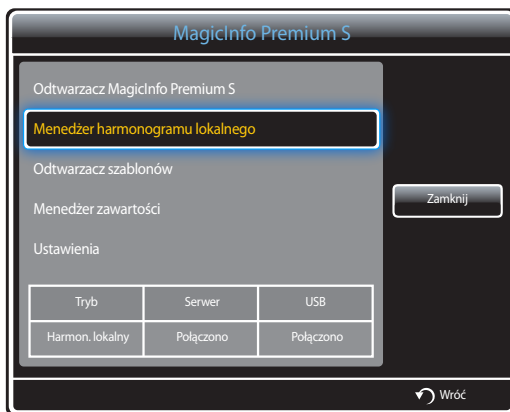 MagicInfo Premium S
Odtwarzacz MagicInfo Premium S
Menedżer harmonogramu lokalnego
Odtwarzacz szablonów
Menedżer zawartości
Ustawienia
Zamknij
Tryb Serwer USB
Harmon. lokalny Połączono Połączono
Wróć